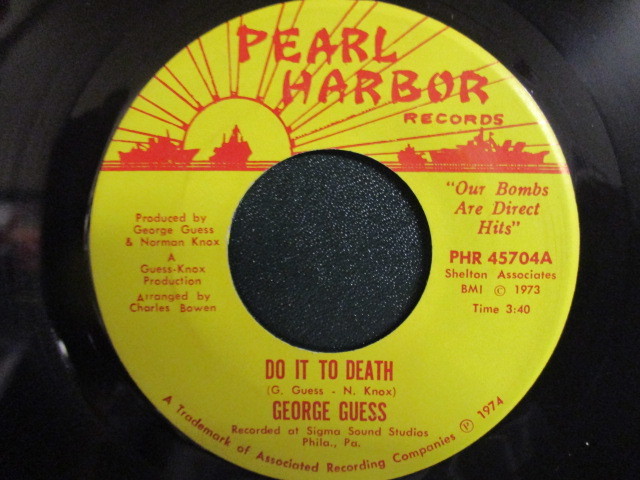 PEARL
HARBOR
RECORDS
"Our Bombs
Are Direct
Hits"
Produced by
George Guess
& Norman Knox
A
Guess-Knox
Production
Arranged by
Charles Bowen
PHR 45704A
Shelton Associates
BMI © 1973
Time 3:40
DO IT TO DEATH
(G. Guess - N. Knox)
GEORGE GUESS
Recorded at Sigma Sound Studios
Phila., Pa.
A Trademark of Associated Recording Companies ℗ 1974